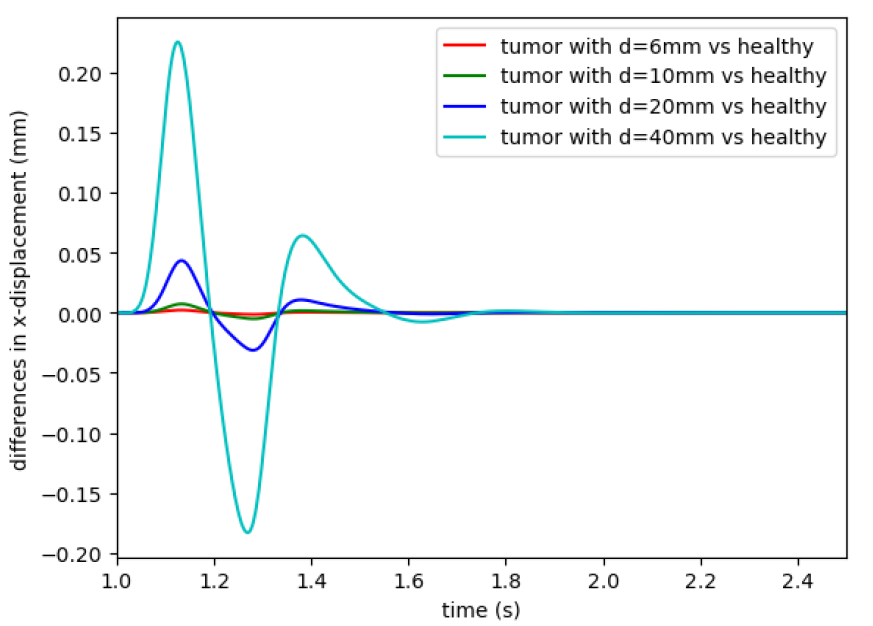 tumor with d=6mm vs healthy
tumor with d=10mm vs healthy
tumor with d=20mm vs healthy
tumor with d=40mm vs healthy
differences in x-displacement (mm)
0.20
0.15
0.10
0.05
0.00
−0.05
−0.10
−0.15
−0.20
1.0 1.2 1.4 1.6 1.8 2.0 2.2 2.4
time (s)